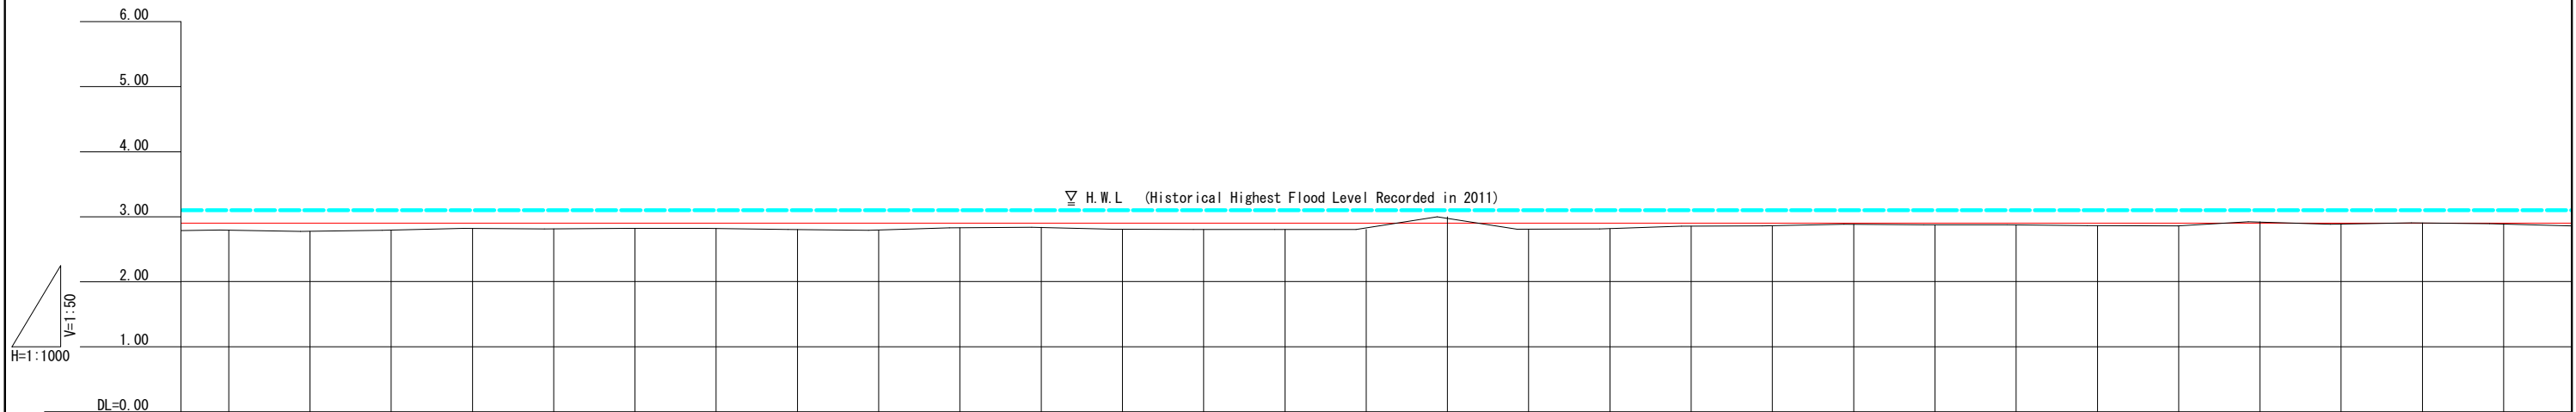 6.00
5.00
4.00
▽ H.W.L (Historical Highest Flood Level Recorded in 2011)
3.00
2.00
V=1:50
1.00
H=1:1000
DL=0.00